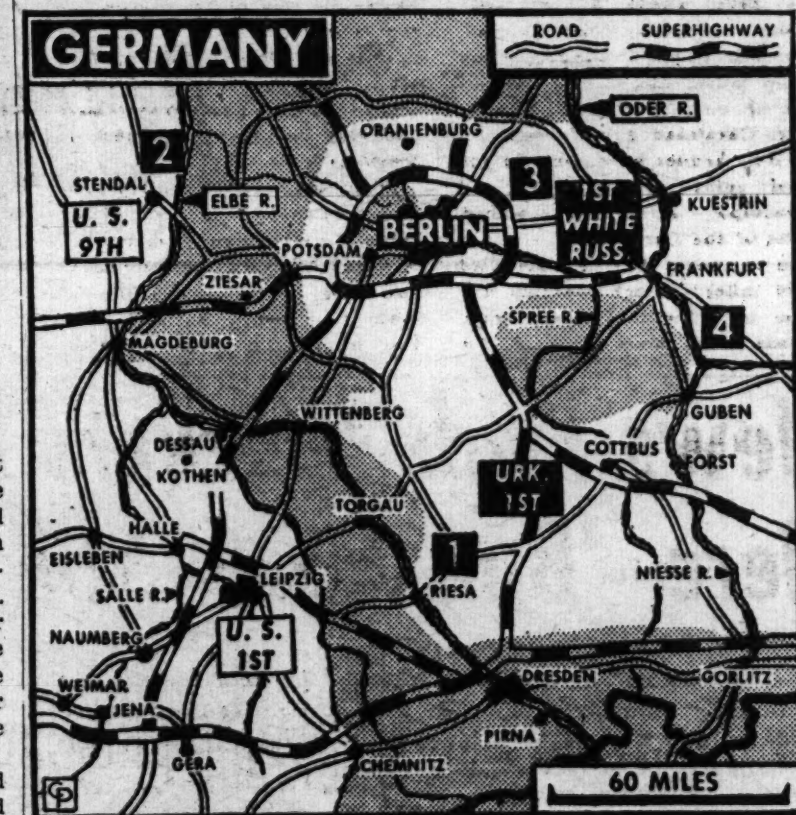 GERMANY
ROAD
SUPERHIGHWAY
ODER R.
ORANIENBURG
2
STENDAL
ELBE R.
3
1ST
WHITE
RUSS.
KUESTRIN
U. S.
9TH
BERLIN
POTSDAM
ZIESAR
FRANKFURT
SPREE R.
4
MAGDEBURG
WITTENBERG
GUBEN
DESSAU
KOTHEN
COTTBUS
FORST
URK.
1ST
TORGAU
HALLE
EISLEBEN
1
LEIPZIG
NIESSE R.
SALLE R.
RIESA
NAUMBERG
U. S.
1ST
WEIMAR
JENA
DRESDEN
GORLITZ
PIRNA
GERA
CHEMNITZ
CP
60 MILES